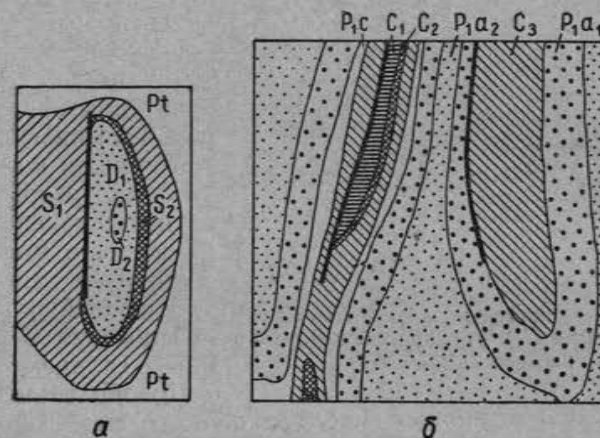 P₁c C₁ C₂ P₁a₂ C₃ P₁a₁
Pt
D₁
S₁ S₂
D₂
Pt
а б